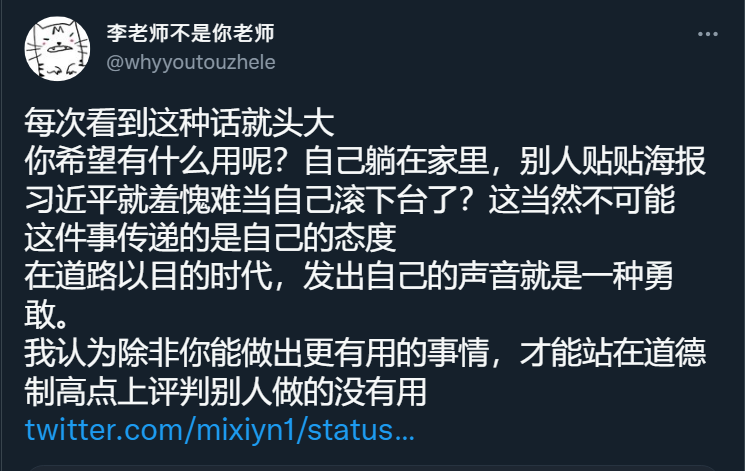 李老师不是你老师
@whyyoutouzhele
每次看到这种话就头大
你希望有什么用呢？自己躺在家里，别人贴贴海报
习近平就羞愧难当自己滚下台了？这当然不可能
这件事传递的是自己的态度
在道路以目的时代，发出自己的声音就是一种勇
敢。
我认为除非你能做出更有用的事情，才能站在道德
制高点上评判别人做的没有用
twitter.com/mixiyn1/status...